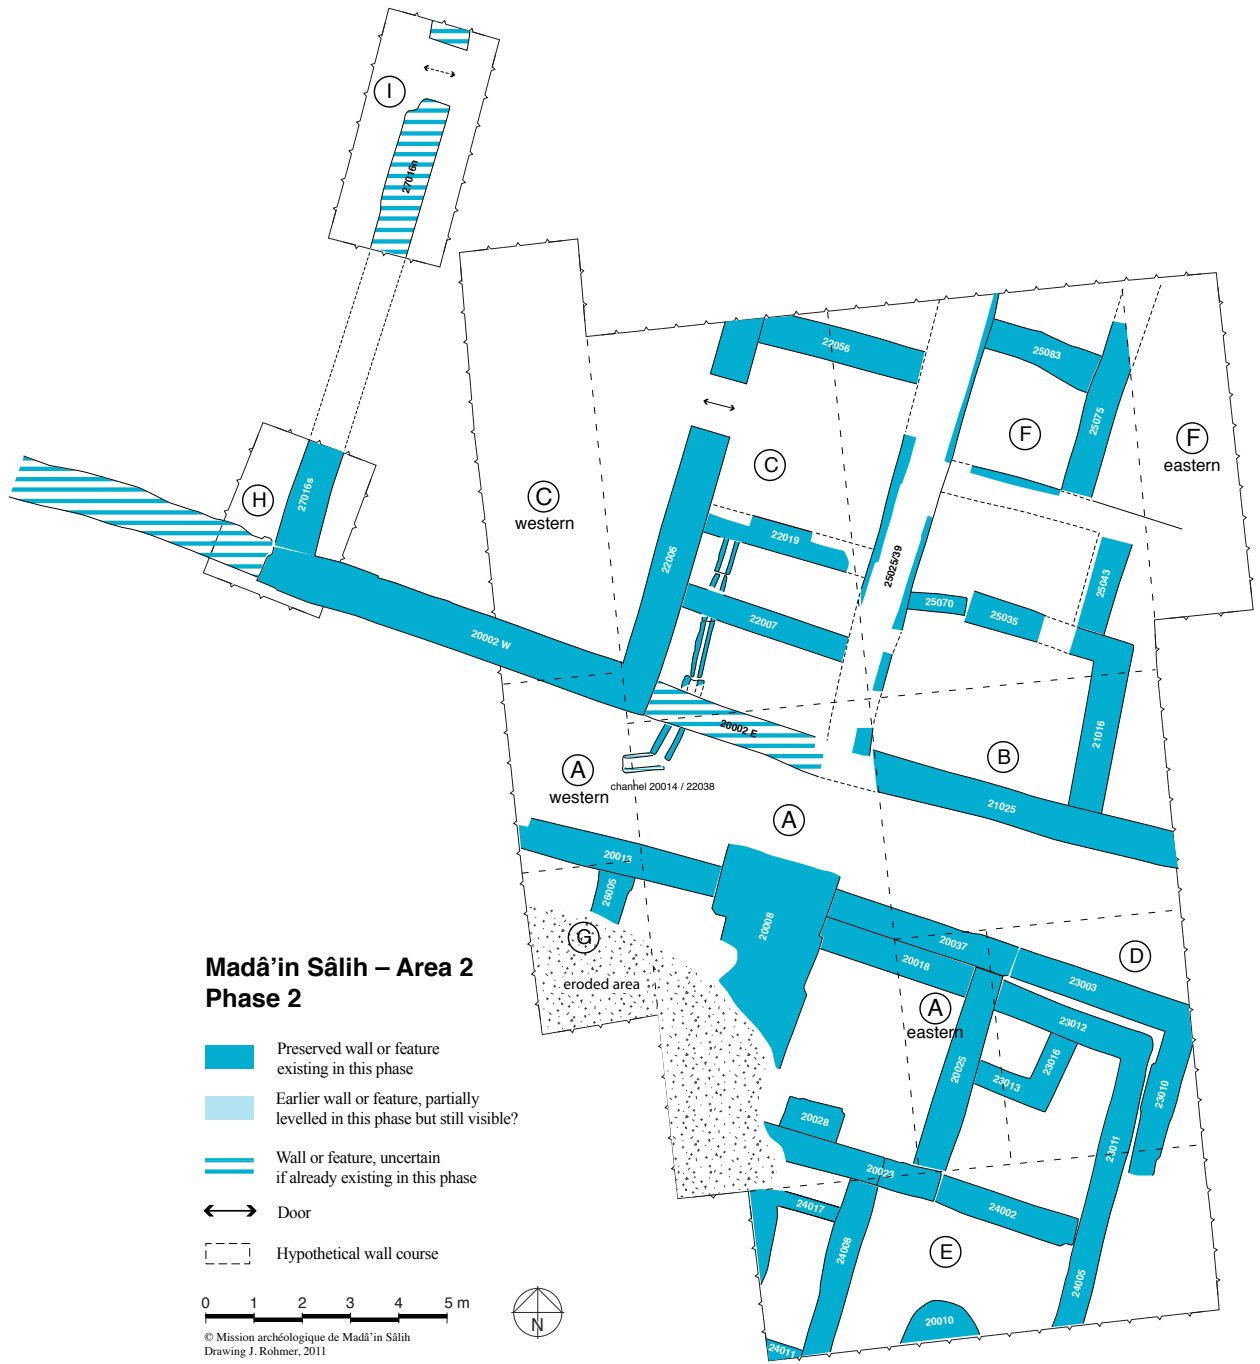 I
27016n
H
27016s
C
western
22056
C
22006
22019
22007
25025/39
25083
25075
F
F
eastern
25043
25070
25035
21016
B
21025
20002 W
20002 E
channel 20014 / 22038
A
western
A
20013
26005
G
eroded area
20008
20037
20018
A
eastern
D
23003
23012
23016
23013
23010
23011
20025
20028
20023
24002
24017
24008
E
24005
20010
24011
Madâ’in Sâlih – Area 2
Phase 2
Preserved wall or feature
existing in this phase
Earlier wall or feature, partially
levelled in this phase but still visible?
Wall or feature, uncertain
if already existing in this phase
Door
Hypothetical wall course
0 1 2 3 4 5 m
N
© Mission archéologique de Madâ’in Sâlih
Drawing J. Rohmer, 2011